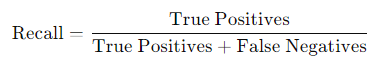 Recall = True Positives / True Positives + False Negatives